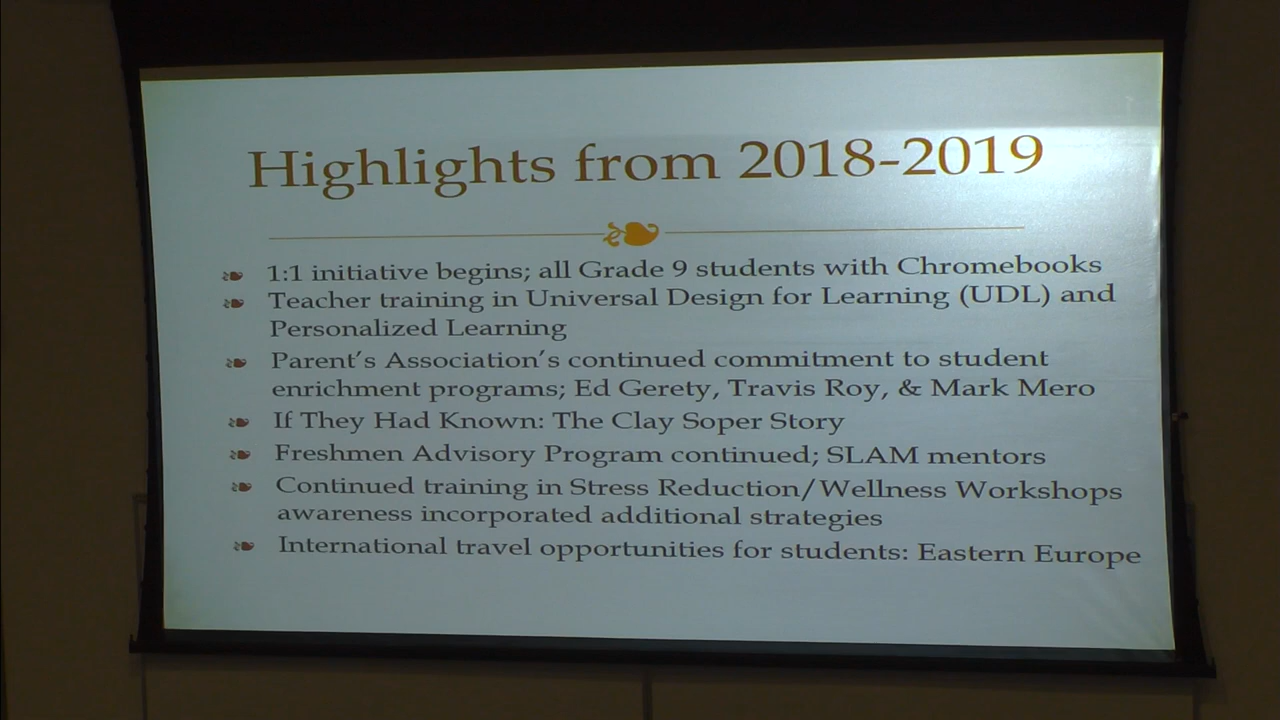 Highlights from 2018-2019
1:1 initiative begins; all Grade 9 students with Chromebooks
Teacher training in Universal Design for Learning (UDL) and
Personalized Learning
Parent's Association's continued commitment to student
enrichment programs; Ed Gerety, Travis Roy, & Mark Mero
If They Had Known: The Clay Soper Story
Freshmen Advisory Program continued; SLAM mentors
Continued training in Stress Reduction/Wellness Workshops
awareness incorporated additional strategies
International travel opportunities for students: Eastern Europe